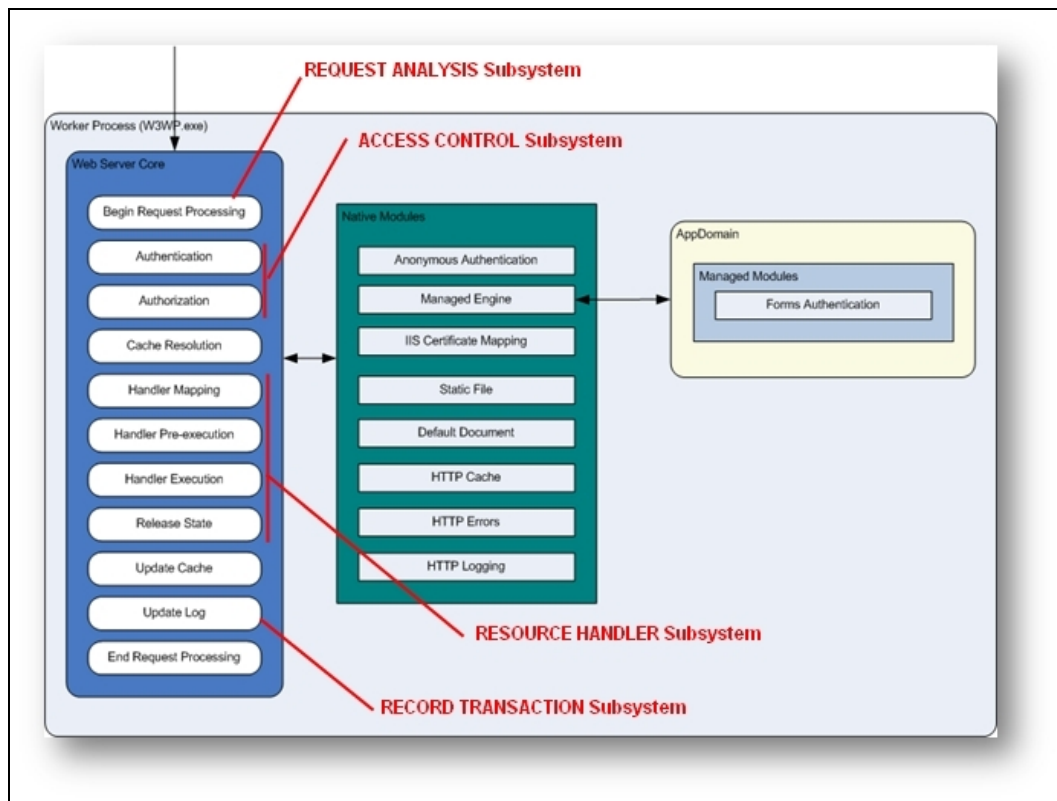 REQUEST ANALYSIS Subsystem
Worker Process (W3WP.exe)
ACCESS CONTROL Subsystem
Web Server Core
Begin Request Processing
Authentication
Authorization
Cache Resolution
Handler Mapping
Handler Pre-execution
Handler Execution
Release State
Update Cache
Update Log
End Request Processing
Native Modules
Anonymous Authentication
Managed Engine
IIS Certificate Mapping
Static File
Default Document
HTTP Cache
HTTP Errors
HTTP Logging
AppDomain
Managed Modules
Forms Authentication
RESOURCE HANDLER Subsystem
RECORD TRANSACTION Subsystem